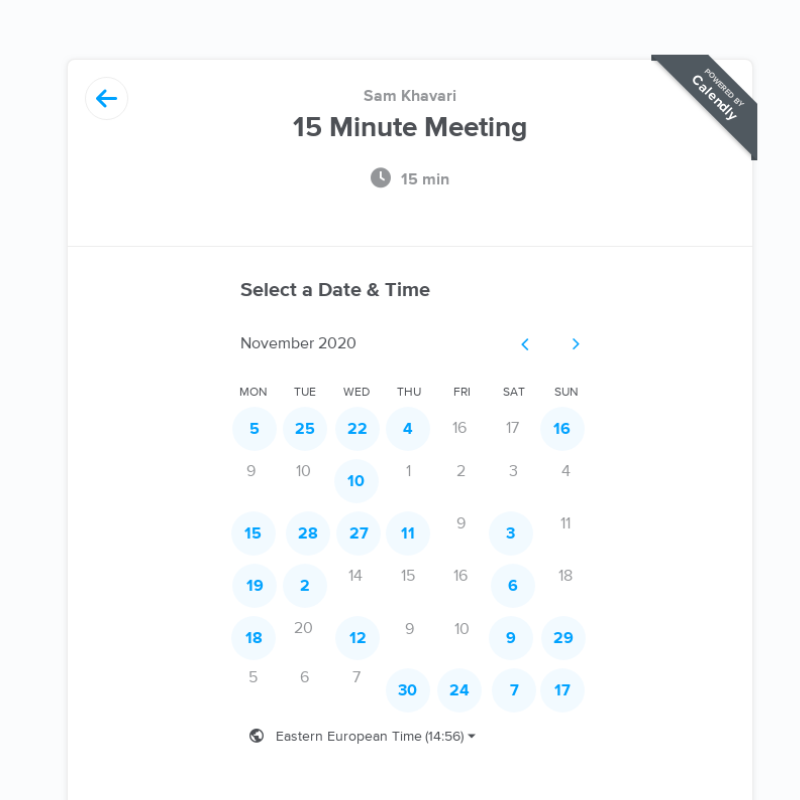 POWERED BY
Calendly
Sam Khavari
15 Minute Meeting
15 min
Select a Date & Time
November 2020
MON TUE WED THU FRI SAT SUN
5 25 22 4 16 17 16
9 10 10 1 2 3 4
15 28 27 11 9 3 11
19 2 14 15 16 6 18
18 20 12 9 10 9 29
5 6 7 30 24 7 17
Eastern European Time (14:56)